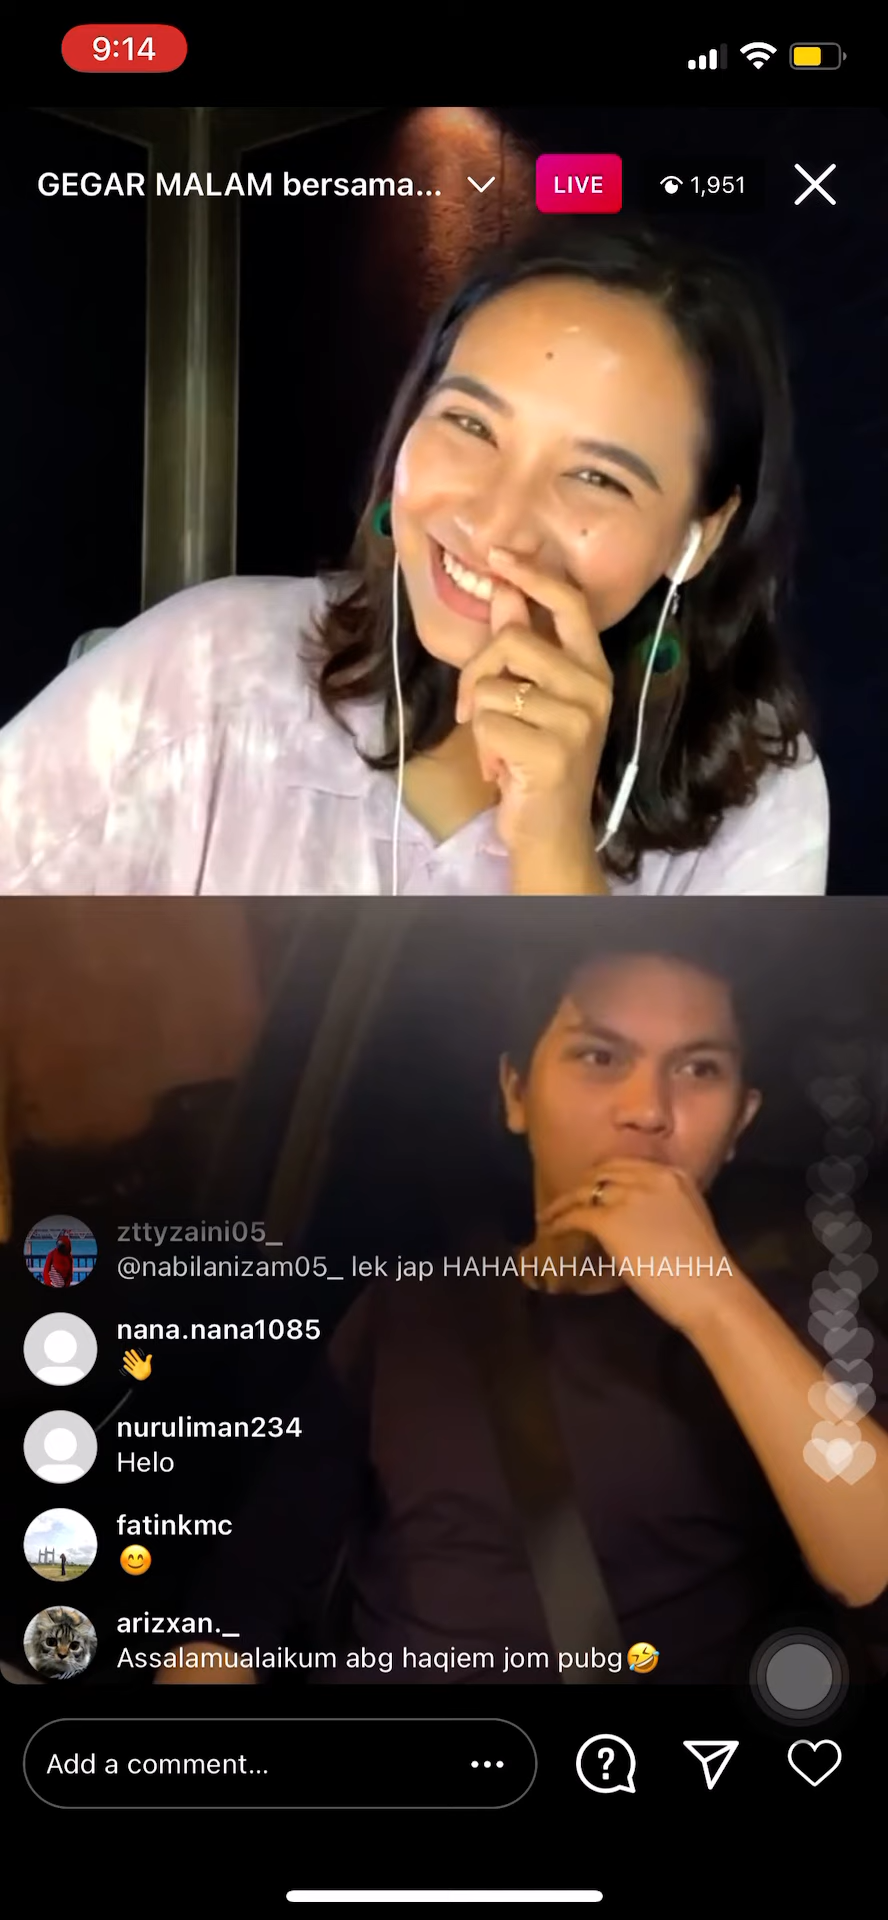 9:14
GEGAR MALAM bersama...
LIVE
1,951
zttyzaini05_
@nabilanizam05_ lek jap HAHAHAHAHAHAHHA
nana.nana1085
👋
nuruliman234
Helo
fatinkmc
😊
arizxan._
Assalamualaikum abg haqiem jom pubg🤣
Add a comment...